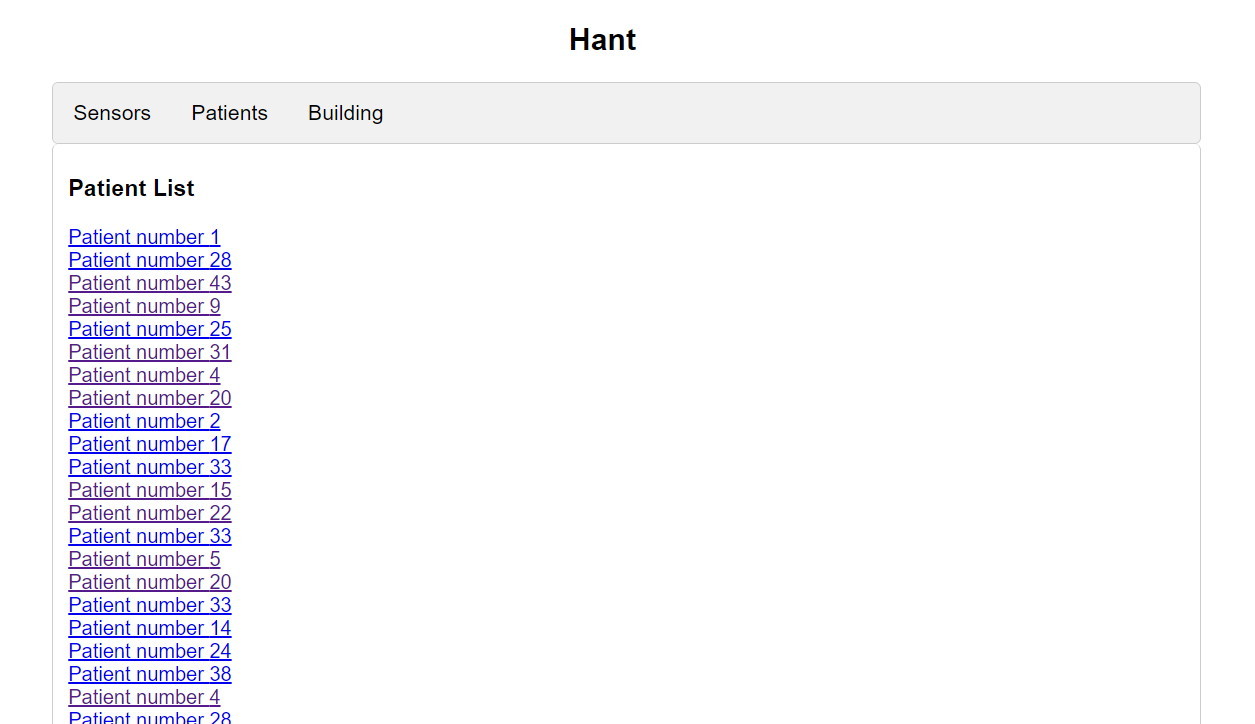 Hant
Sensors Patients Building
Patient List
Patient number 1
Patient number 28
Patient number 43
Patient number 9
Patient number 25
Patient number 31
Patient number 4
Patient number 20
Patient number 2
Patient number 17
Patient number 33
Patient number 15
Patient number 22
Patient number 33
Patient number 5
Patient number 20
Patient number 33
Patient number 14
Patient number 24
Patient number 38
Patient number 4
Patient number 28